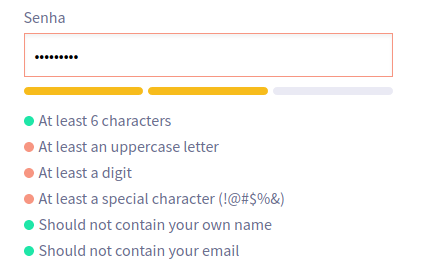 Senha
•••••••••
At least 6 characters
At least an uppercase letter
At least a digit
At least a special character (!@#$%&)
Should not contain your own name
Should not contain your email